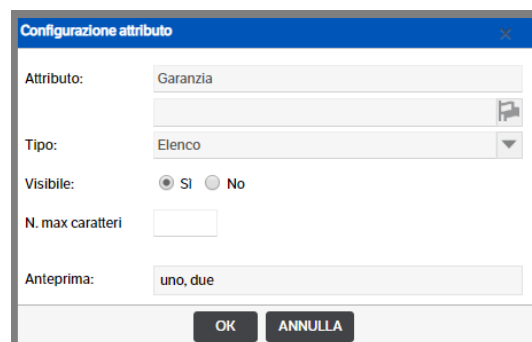 Configurazione attributo
Attributo: Garanzia
Tipo: Elenco
Visibile: SI No
N. max caratteri
Anteprima: uno, due
OK ANNULLA